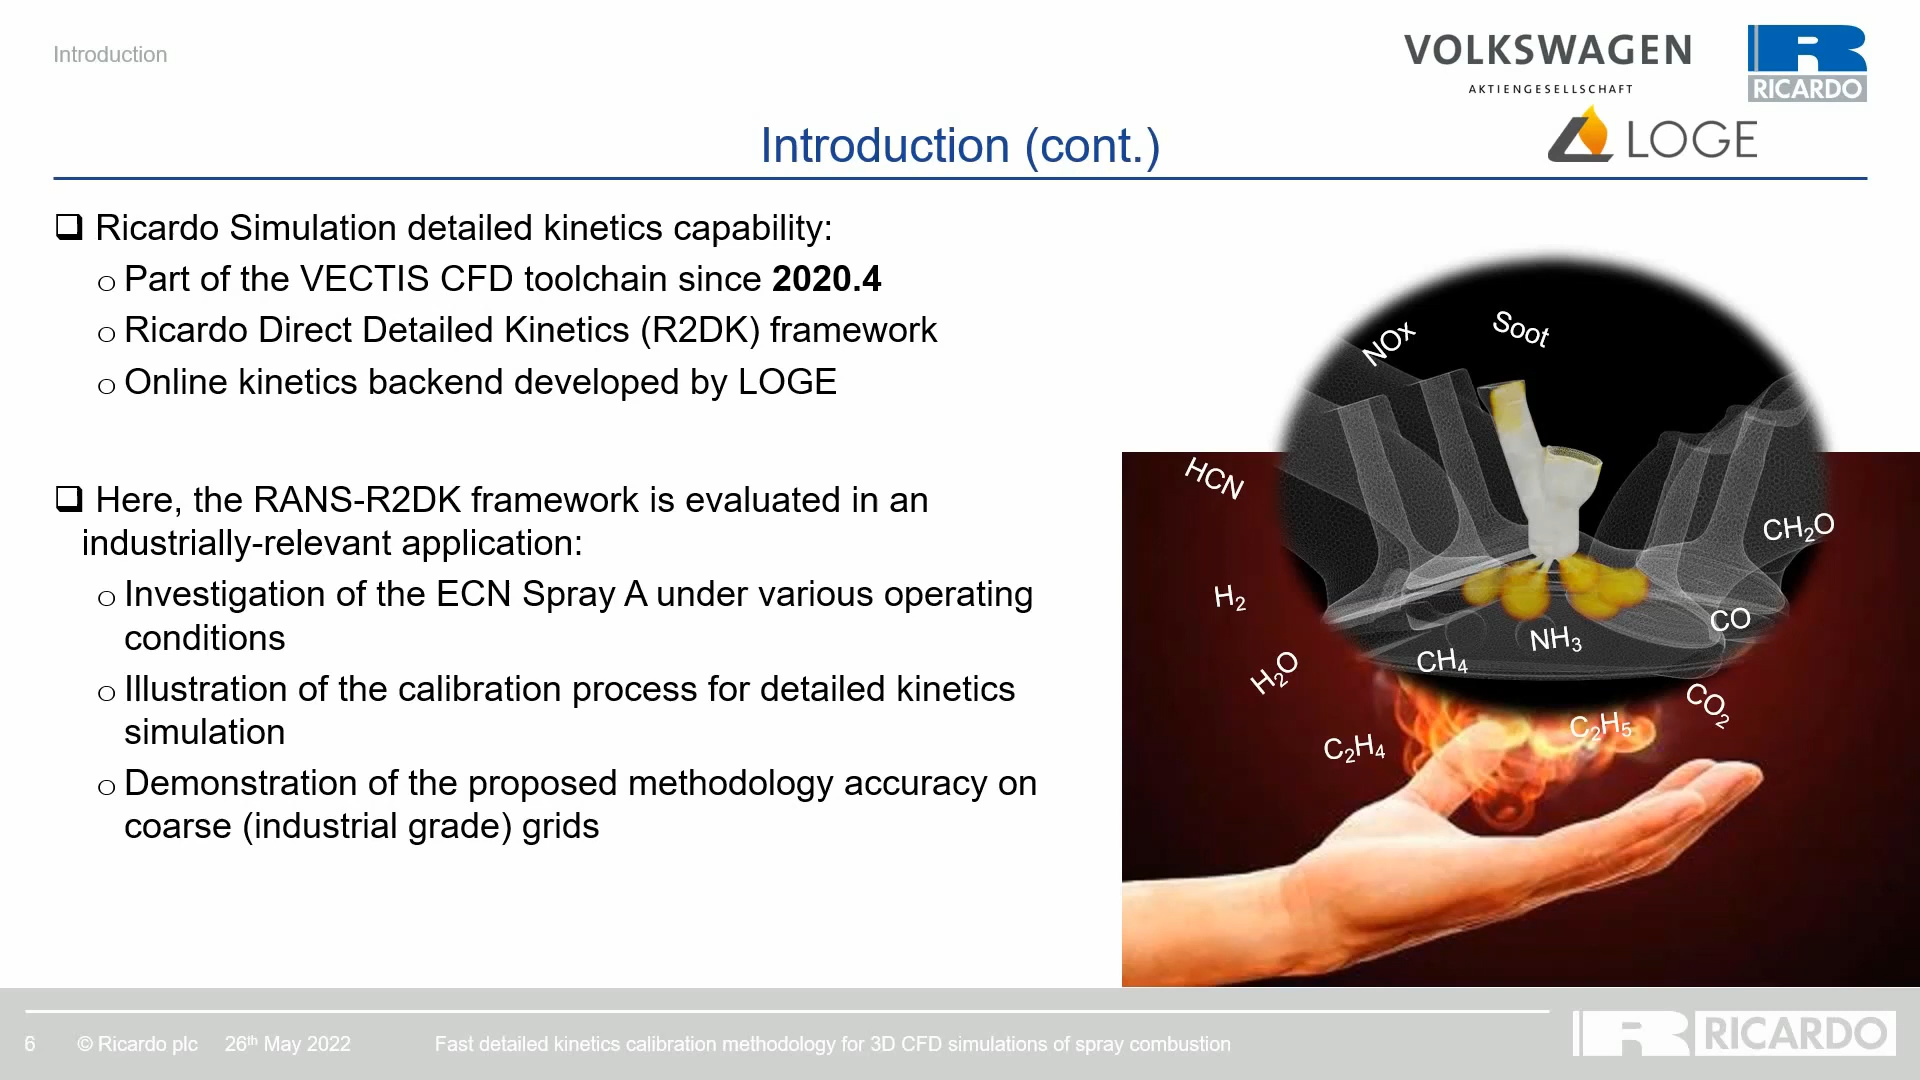 Introduction
VOLKSWAGEN
AKTIENGESELLSCHAFT
RICARDO
LOGE
Introduction (cont.)
❑ Ricardo Simulation detailed kinetics capability:
o Part of the VECTIS CFD toolchain since 2020.4
o Ricardo Direct Detailed Kinetics (R2DK) framework
o Online kinetics backend developed by LOGE
❑ Here, the RANS-R2DK framework is evaluated in an
industrially-relevant application:
o Investigation of the ECN Spray A under various operating
conditions
o Illustration of the calibration process for detailed kinetics
simulation
o Demonstration of the proposed methodology accuracy on
coarse (industrial grade) grids
NOx
Soot
HCN
CH₂O
H₂
CO
NH₃
CH₄
H₂O
CO₂
C₂H₅
C₂H₄
6 © Ricardo plc 26th May 2022 Fast detailed kinetics calibration methodology for 3D CFD simulations of spray combustion
RICARDO